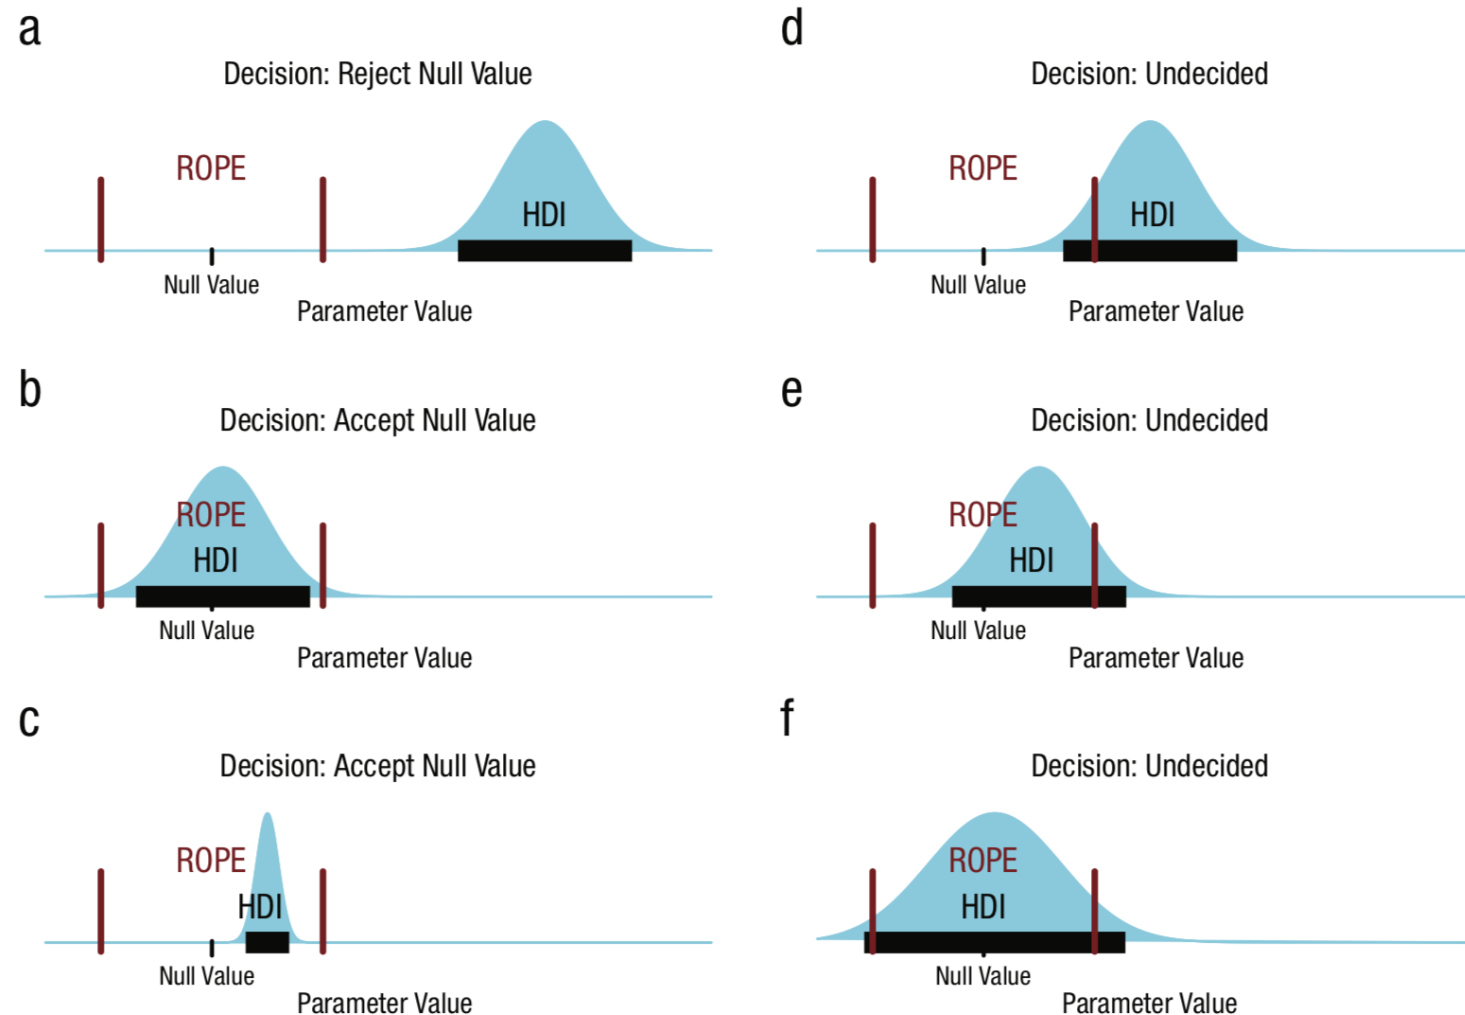 a
Decision: Reject Null Value
ROPE
HDI
Null Value
Parameter Value
b
Decision: Accept Null Value
ROPE
HDI
Null Value
Parameter Value
c
Decision: Accept Null Value
ROPE
HDI
Null Value
Parameter Value
d
Decision: Undecided
ROPE
HDI
Null Value
Parameter Value
e
Decision: Undecided
ROPE
HDI
Null Value
Parameter Value
f
Decision: Undecided
ROPE
HDI
Null Value
Parameter Value